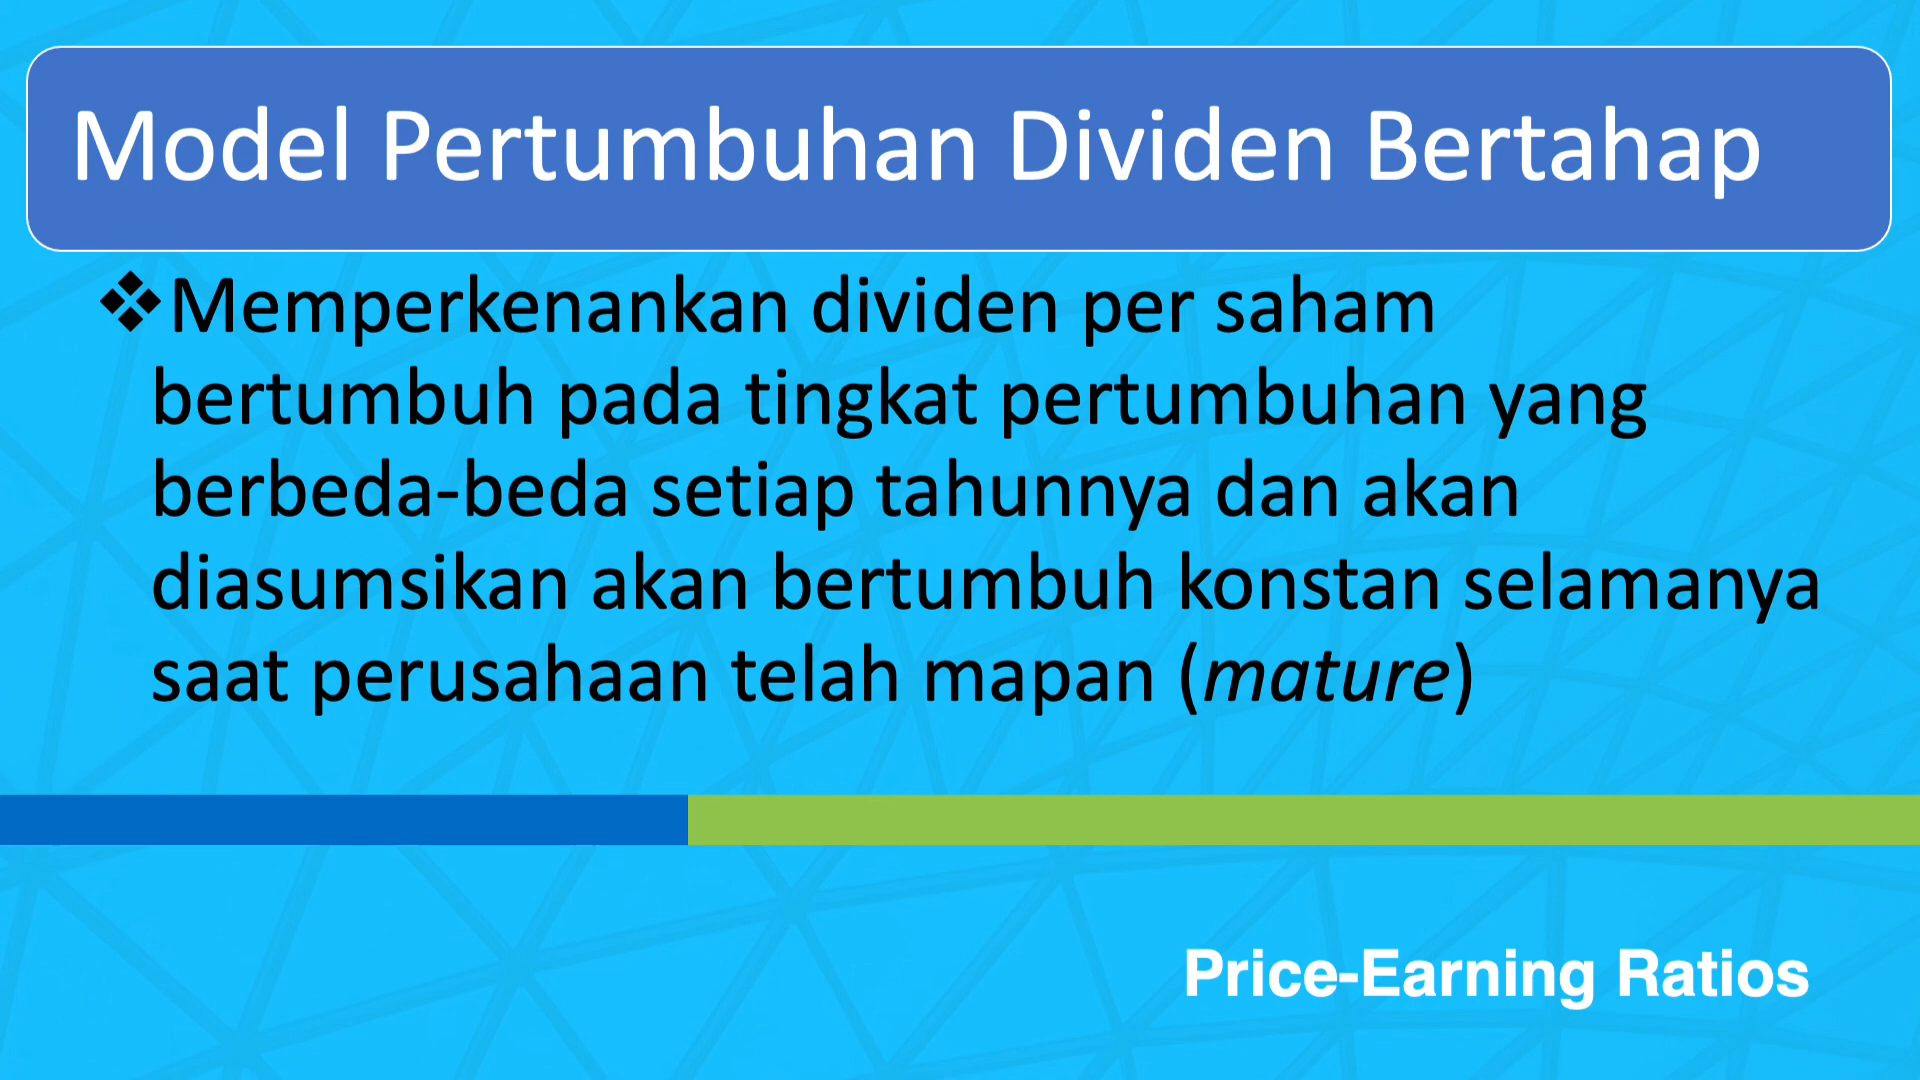 Model Pertumbuhan Dividen Bertahap
❖Memperkenankan dividen per saham
bertumbuh pada tingkat pertumbuhan yang
berbeda-beda setiap tahunnya dan akan
diasumsikan akan bertumbuh konstan selamanya
saat perusahaan telah mapan (mature)
Price-Earning Ratios